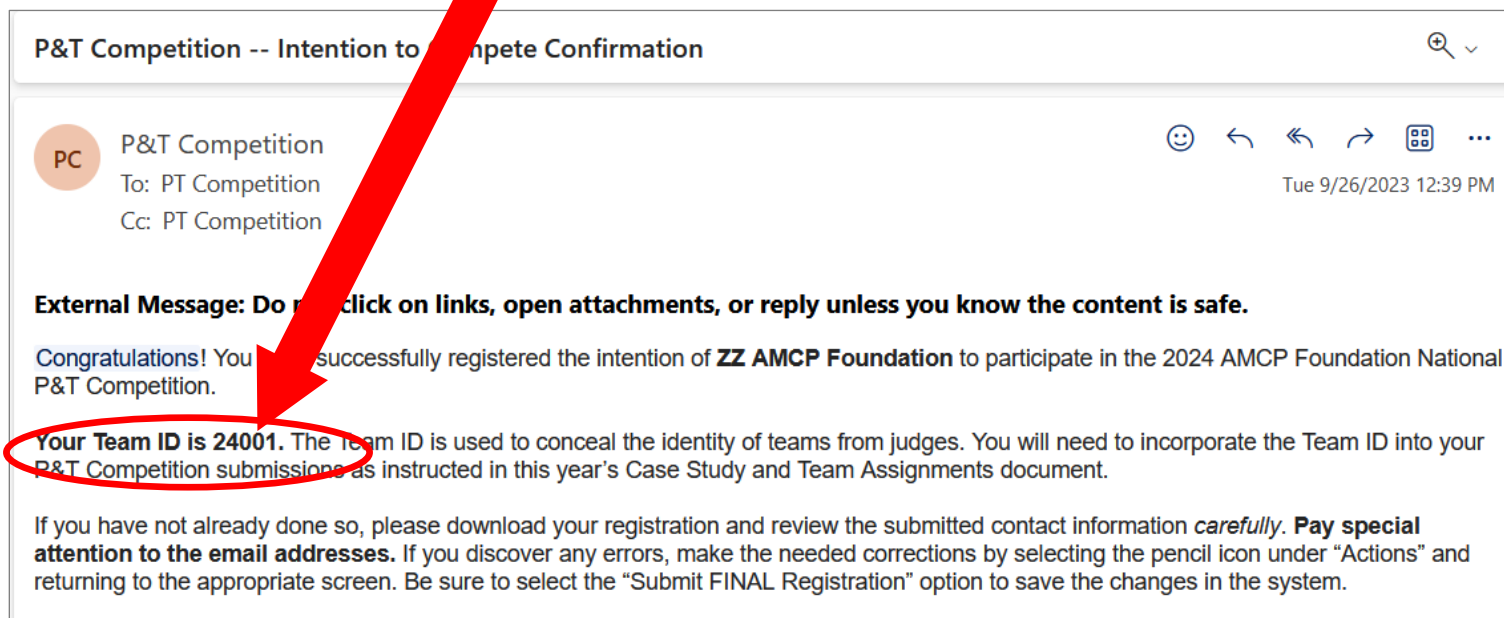 P&T Competition -- Intention to mpete Confirmation
PC
P&T Competition
To: PT Competition
Cc: PT Competition
Tue 9/26/2023 12:39 PM
External Message: Do click on links, open attachments, or reply unless you know the content is safe.
Congratulations! You successfully registered the intention of ZZ AMCP Foundation to participate in the 2024 AMCP Foundation National
P&T Competition.
Your Team ID is 24001. The Team ID is used to conceal the identity of teams from judges. You will need to incorporate the Team ID into your
P&T Competition submissions as instructed in this year's Case Study and Team Assignments document.
If you have not already done so, please download your registration and review the submitted contact information carefully. Pay special
attention to the email addresses. If you discover any errors, make the needed corrections by selecting the pencil icon under “Actions” and
returning to the appropriate screen. Be sure to select the “Submit FINAL Registration” option to save the changes in the system.